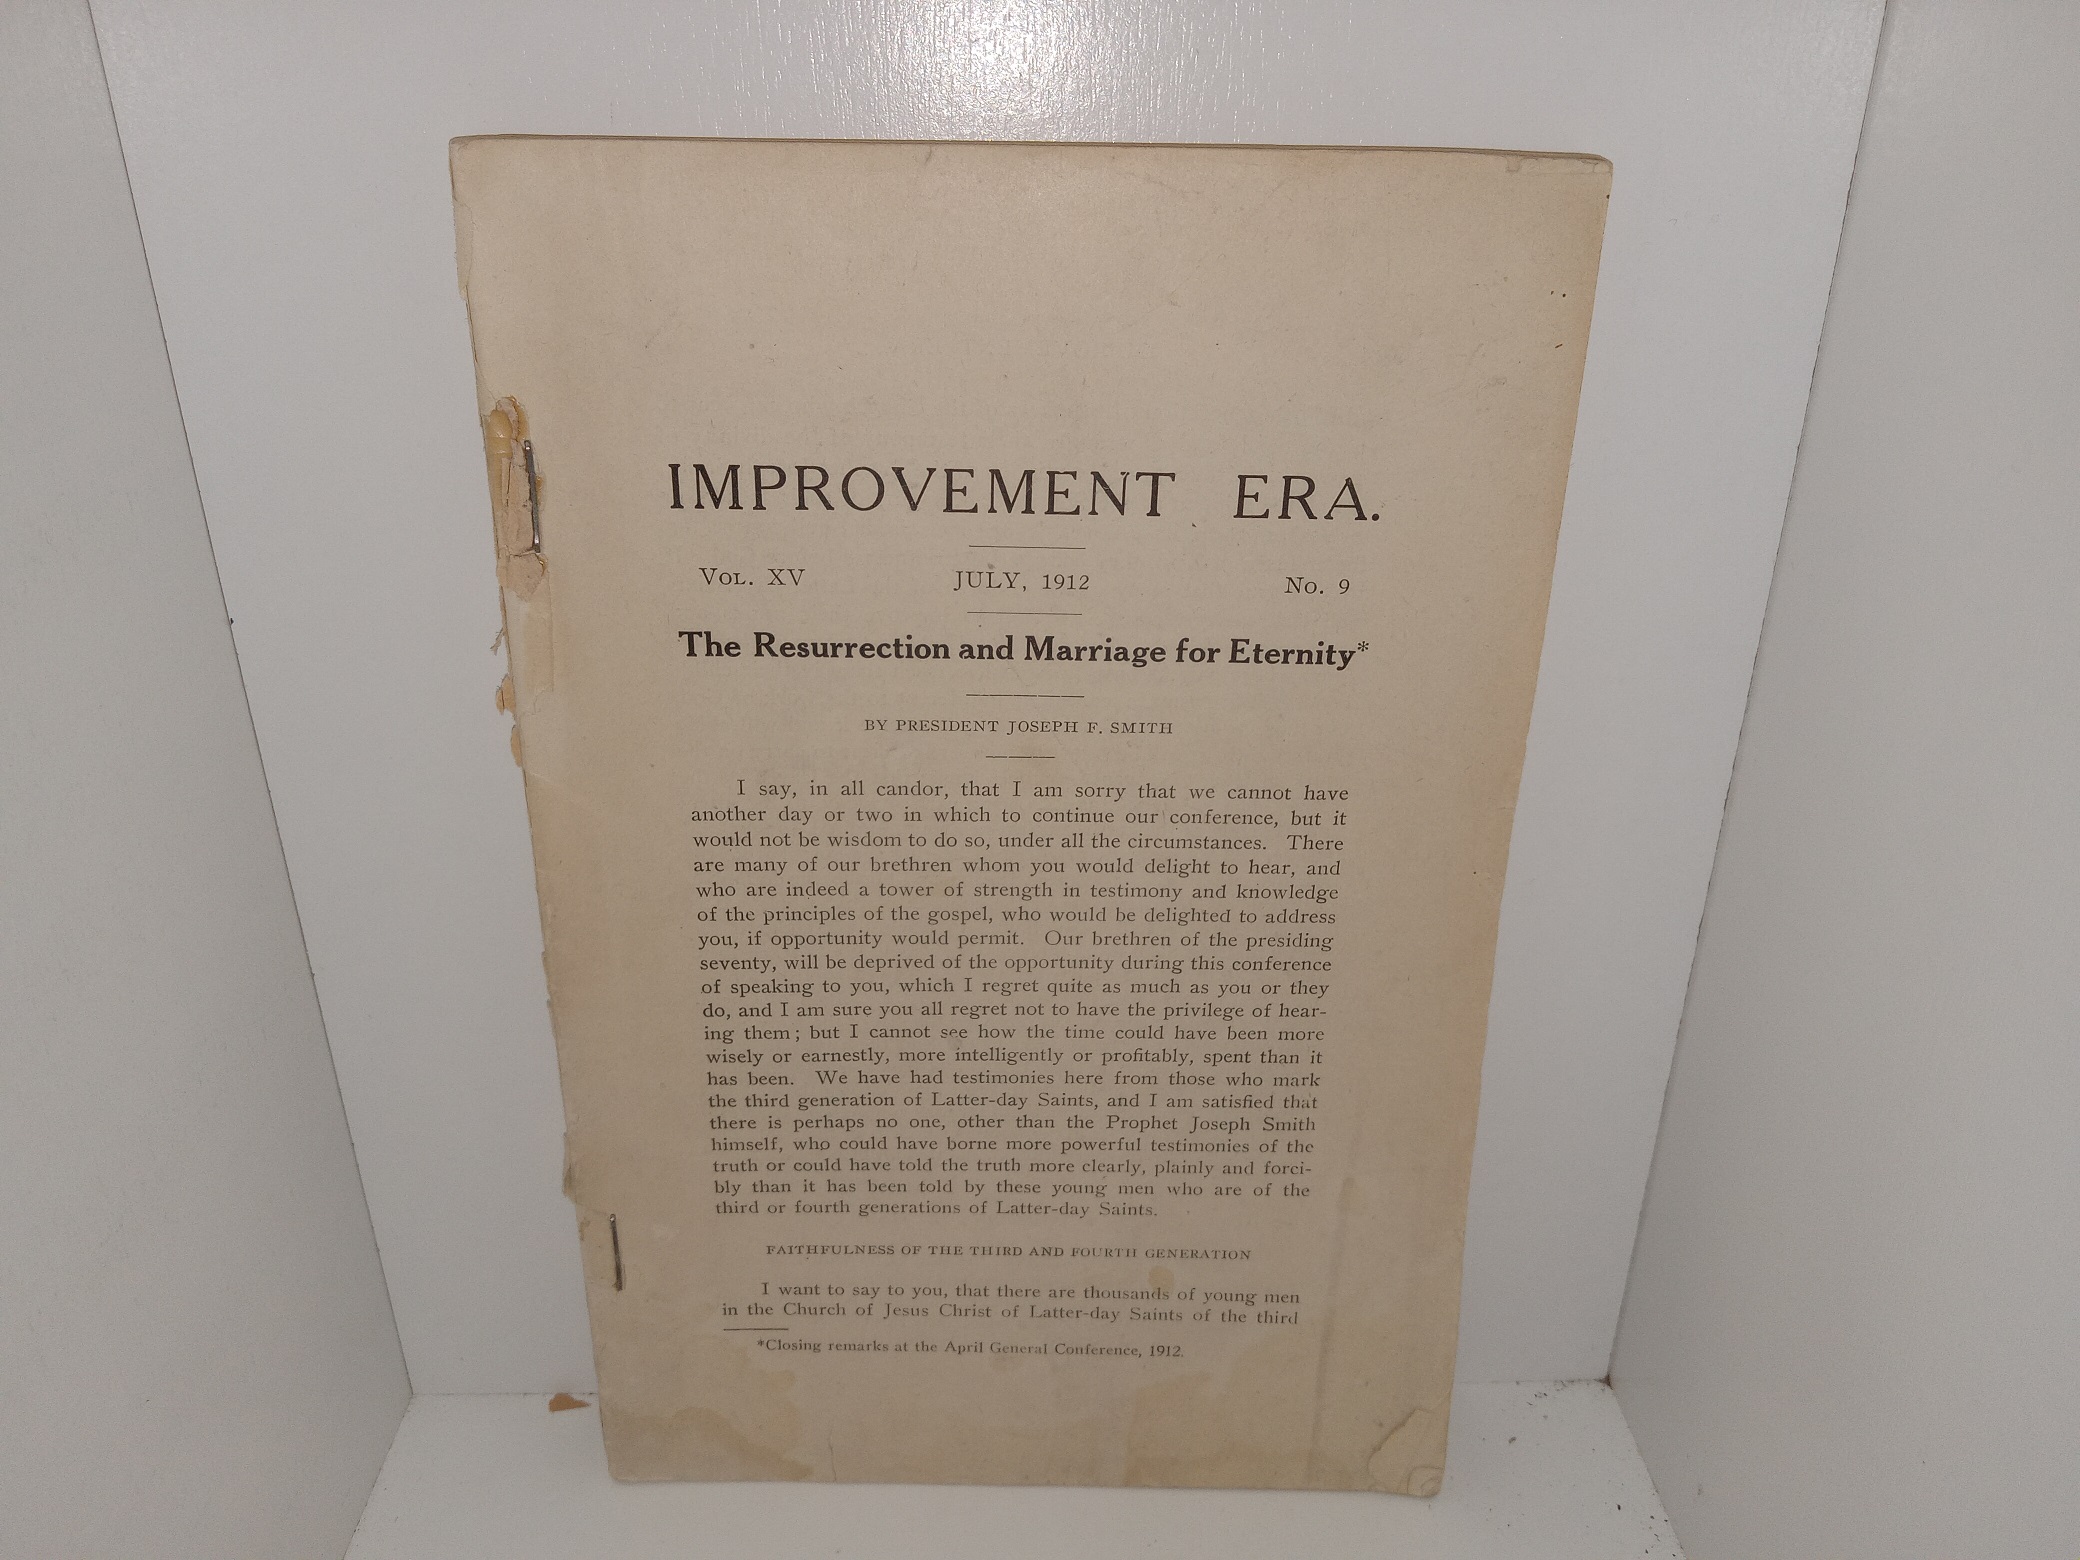 IMPROVEMENT ERA.
VOL. XV JULY, 1912 No. 9
The Resurrection and Marriage for Eternity*
BY PRESIDENT JOSEPH F. SMITH
I say, in all candor, that I am sorry that we cannot have
another day or two in which to continue our conference, but it
would not be wisdom to do so, under all the circumstances. There
are many of our brethren whom you would delight to hear, and
who are indeed a tower of strength in testimony and knowledge
of the principles of the gospel, who would be delighted to address
you, if opportunity would permit. Our brethren of the presiding
seventy, will be deprived of the opportunity during this conference
of speaking to you, which I regret quite as much as you or they
do, and I am sure you all regret not to have the privilege of hear-
ing them; but I cannot see how the time could have been more
wisely or earnestly, more intelligently or profitably, spent than it
has been. We have had testimonies here from those who mark
the third generation of Latter-day Saints, and I am satisfied that
there is perhaps no one, other than the Prophet Joseph Smith
himself, who could have borne more powerful testimonies of the
truth or could have told the truth more clearly, plainly and forci-
bly than it has been told by these young men who are of the
third or fourth generations of Latter-day Saints.
FAITHFULNESS OF THE THIRD AND FOURTH GENERATION
I want to say to you, that there are thousands of young men
in the Church of Jesus Christ of Latter-day Saints of the third
*Closing remarks at the April General Conference, 1912.